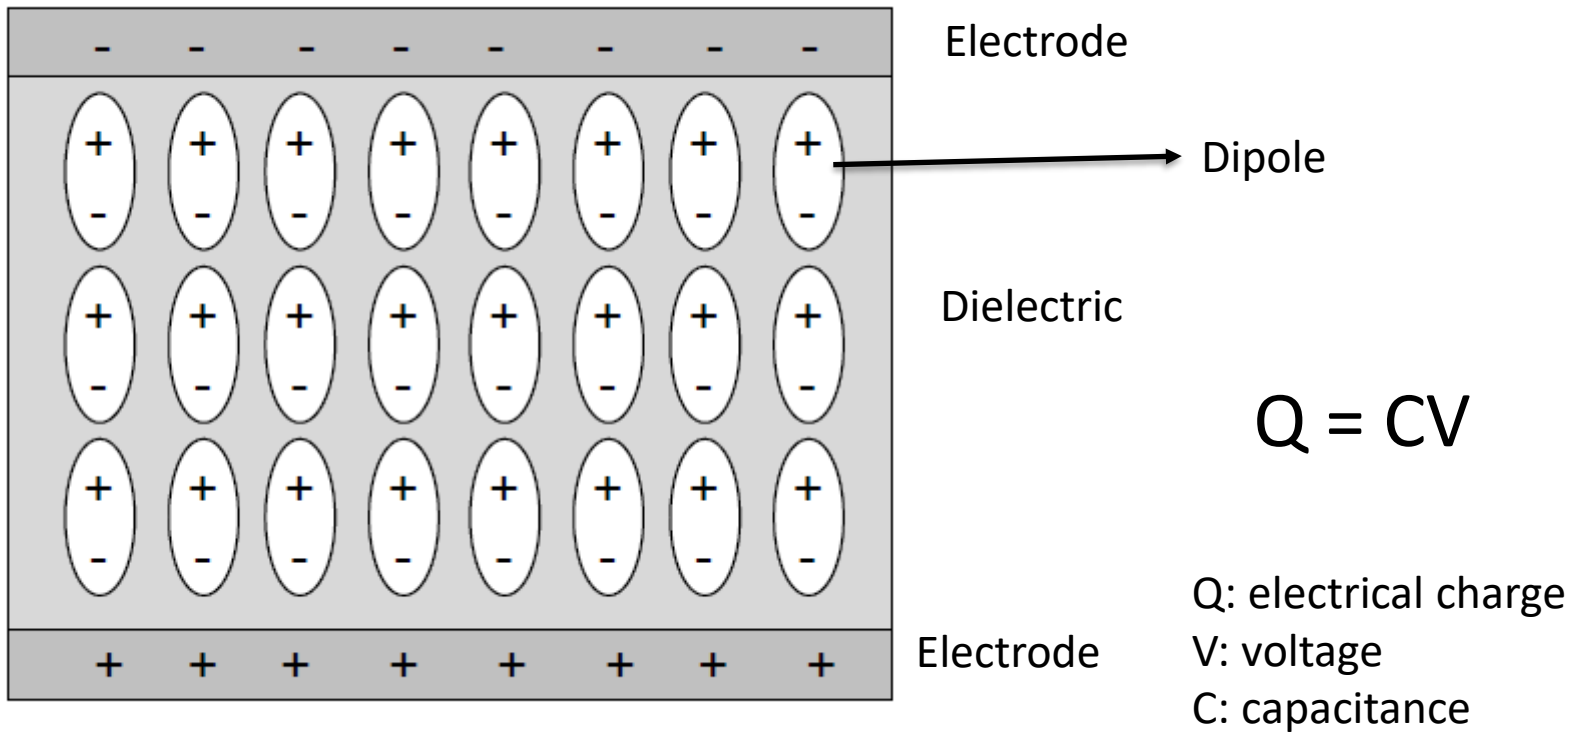 - - - - - - - -
Electrode
+ + + + + + + +
Dipole
- - - - - - - -
+ + + + + + + +
Dielectric
- - - - - - - -
Q = CV
+ + + + + + + +
- - - - - - - -
Q: electrical charge
+ + + + + + + +
Electrode
V: voltage
C: capacitance